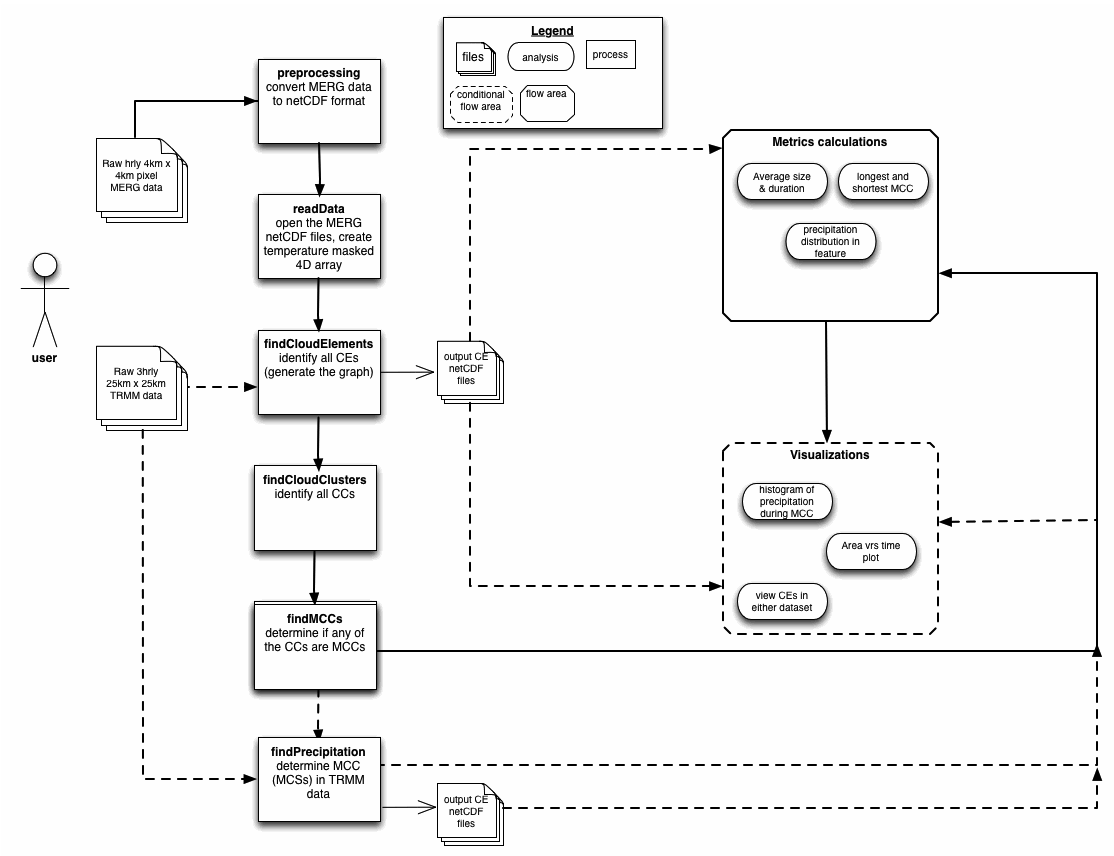 Legend
files
analysis
process
conditional
flow area
flow area
preprocessing
convert MERG data
to netCDF format
Raw hrly 4km x
4km pixel
MERG data
readData
open the MERG
netCDF files, create
temperature masked
4D array
user
findCloudElements
identify all CEs
(generate the graph)
output CE
netCDF
files
Raw 3hrly
25km x 25km
TRMM data
findCloudClusters
identify all CCs
findMCCs
determine if any of
the CCs are MCCs
findPrecipitation
determine MCC
(MCSs) in TRMM
data
output CE
netCDF
files
Metrics calculations
Average size
& duration
longest and
shortest MCC
precipitation
distribution in
feature
Visualizations
histogram of
precipitation
during MCC
Area vrs time
plot
view CEs in
either dataset